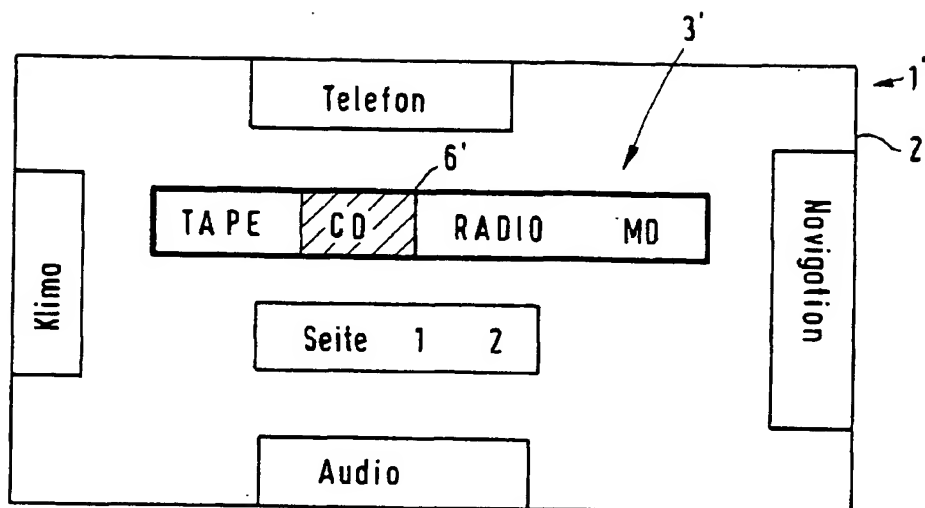 3'
1'
Telefon
2
6'
TAPE CD RADIO MD
Navigation
Klima
Seite 1 2
Audio